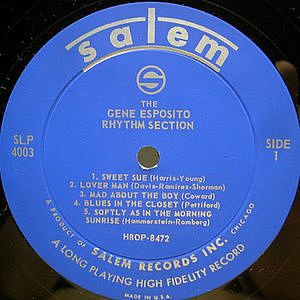 salem
S
THE
GENE ESPOSITO
RHYTHM SECTION
SLP
4003
SIDE
1
1. SWEET SUE (Harris-Young)
2. LOVER MAN (Davis-Ramirez-Sherman)
3. MAD ABOUT THE BOY (Coward)
4. BLUES IN THE CLOSET (Pettiford)
5. SOFTLY AS IN THE MORNING
SUNRISE (Hammerstein-Romberg)
H8OP-8472
A PRODUCT OF SALEM RECORDS INC. CHICAGO
A LONG PLAYING HIGH FIDELITY RECORD
MADE IN U.S.A.